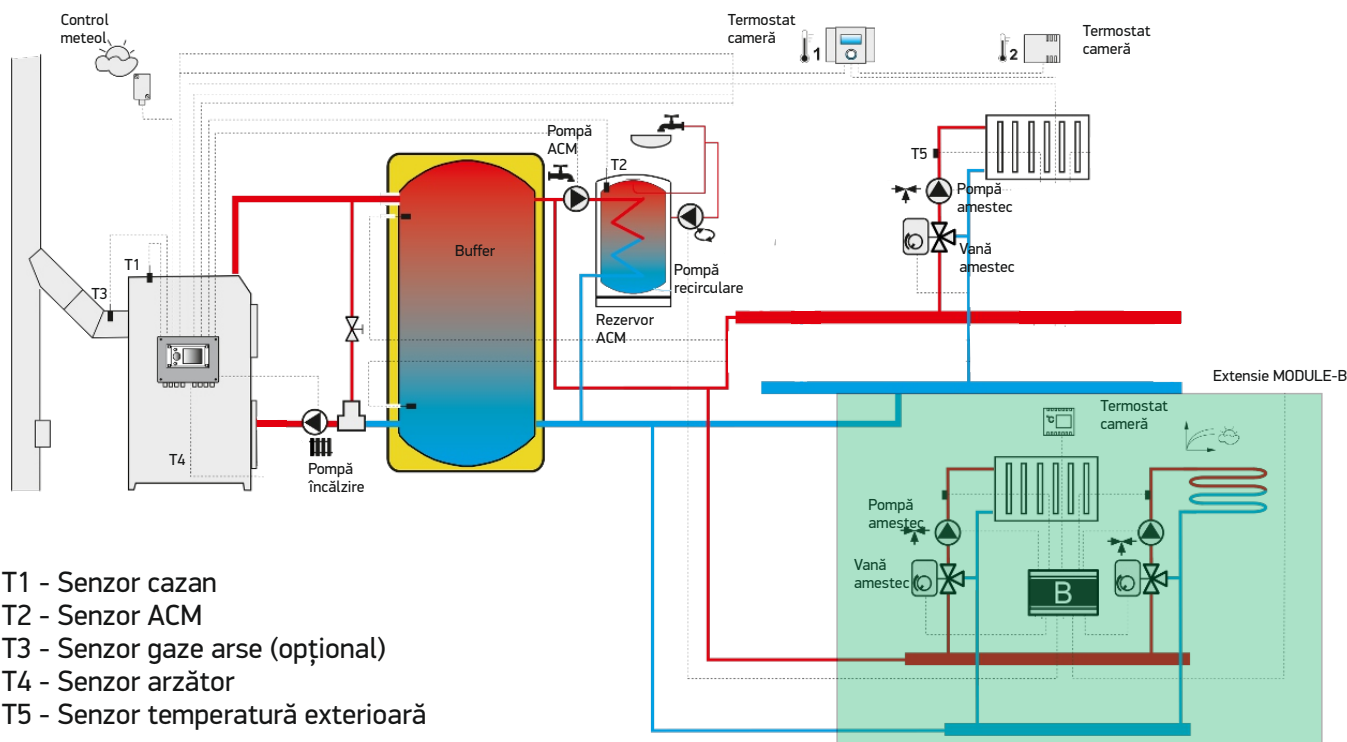 Control
meteol
Termostat
cameră
1
2
Termostat
cameră
Pompă
ACM
T2
T5
Pompă
amestec
Vană
amestec
Buffer
T1
T3
Pompă
recirculare
Rezervor
ACM
Extensie MODULE-B
Termostat
cameră
°C
T4
Pompă
încălzire
Pompă
amestec
Vană
amestec
B
T1 - Senzor cazan
T2 - Senzor ACM
T3 - Senzor gaze arse (opțional)
T4 - Senzor arzător
T5 - Senzor temperatură exterioară